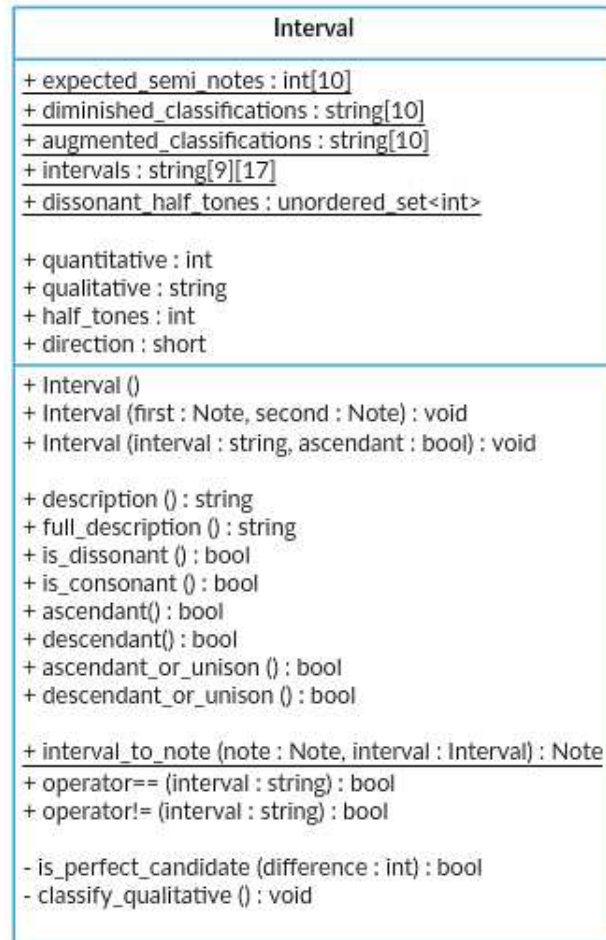 Interval
+ expected_semi_notes : int[10]
+ diminished_classifications : string[10]
+ augmented_classifications : string[10]
+ intervals : string[9][17]
+ dissonant_half_tones : unordered_set<int>
+ quantitative : int
+ qualitative : string
+ half_tones : int
+ direction : short
+ Interval ()
+ Interval (first : Note, second : Note) : void
+ Interval (interval : string, ascendant : bool) : void
+ description () : string
+ full_description () : string
+ is_dissonant () : bool
+ is_consonant () : bool
+ ascendant() : bool
+ descendant() : bool
+ ascendant_or_unison () : bool
+ descendant_or_unison () : bool
+ interval_to_note (note : Note, interval : Interval) : Note
+ operator== (interval : string) : bool
+ operator!= (interval : string) : bool
- is_perfect_candidate (difference : int) : bool
- classify_qualitative () : void